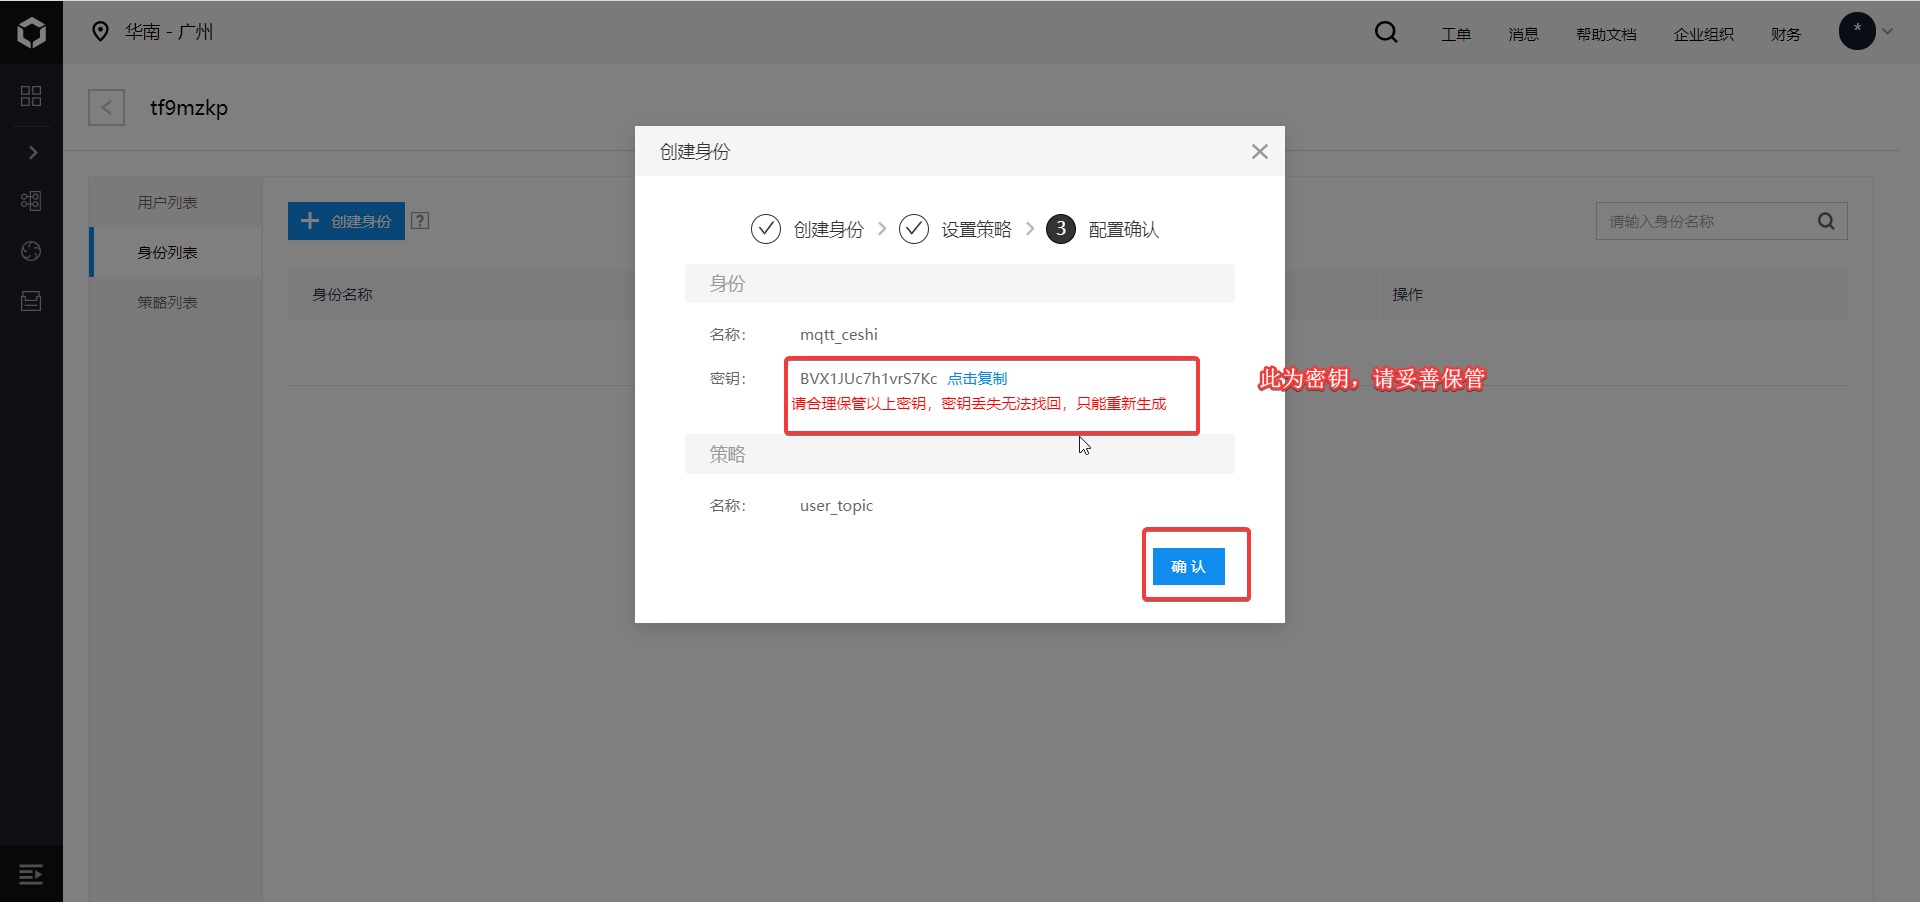 华南 - 广州
工单
消息
帮助文档
企业组织
财务
*
<
tf9mzkp
用户列表
身份列表
策略列表
创建身份
?
请输入身份名称
身份名称
操作
创建身份
创建身份
设置策略
3
配置确认
身份
名称：
mqtt_ceshi
密钥：
BVX1JUc7h1vrS7Kc 点击复制
请合理保管以上密钥，密钥丢失无法找回，只能重新生成
此为密钥，请妥善保管
策略
名称：
user_topic
确 认